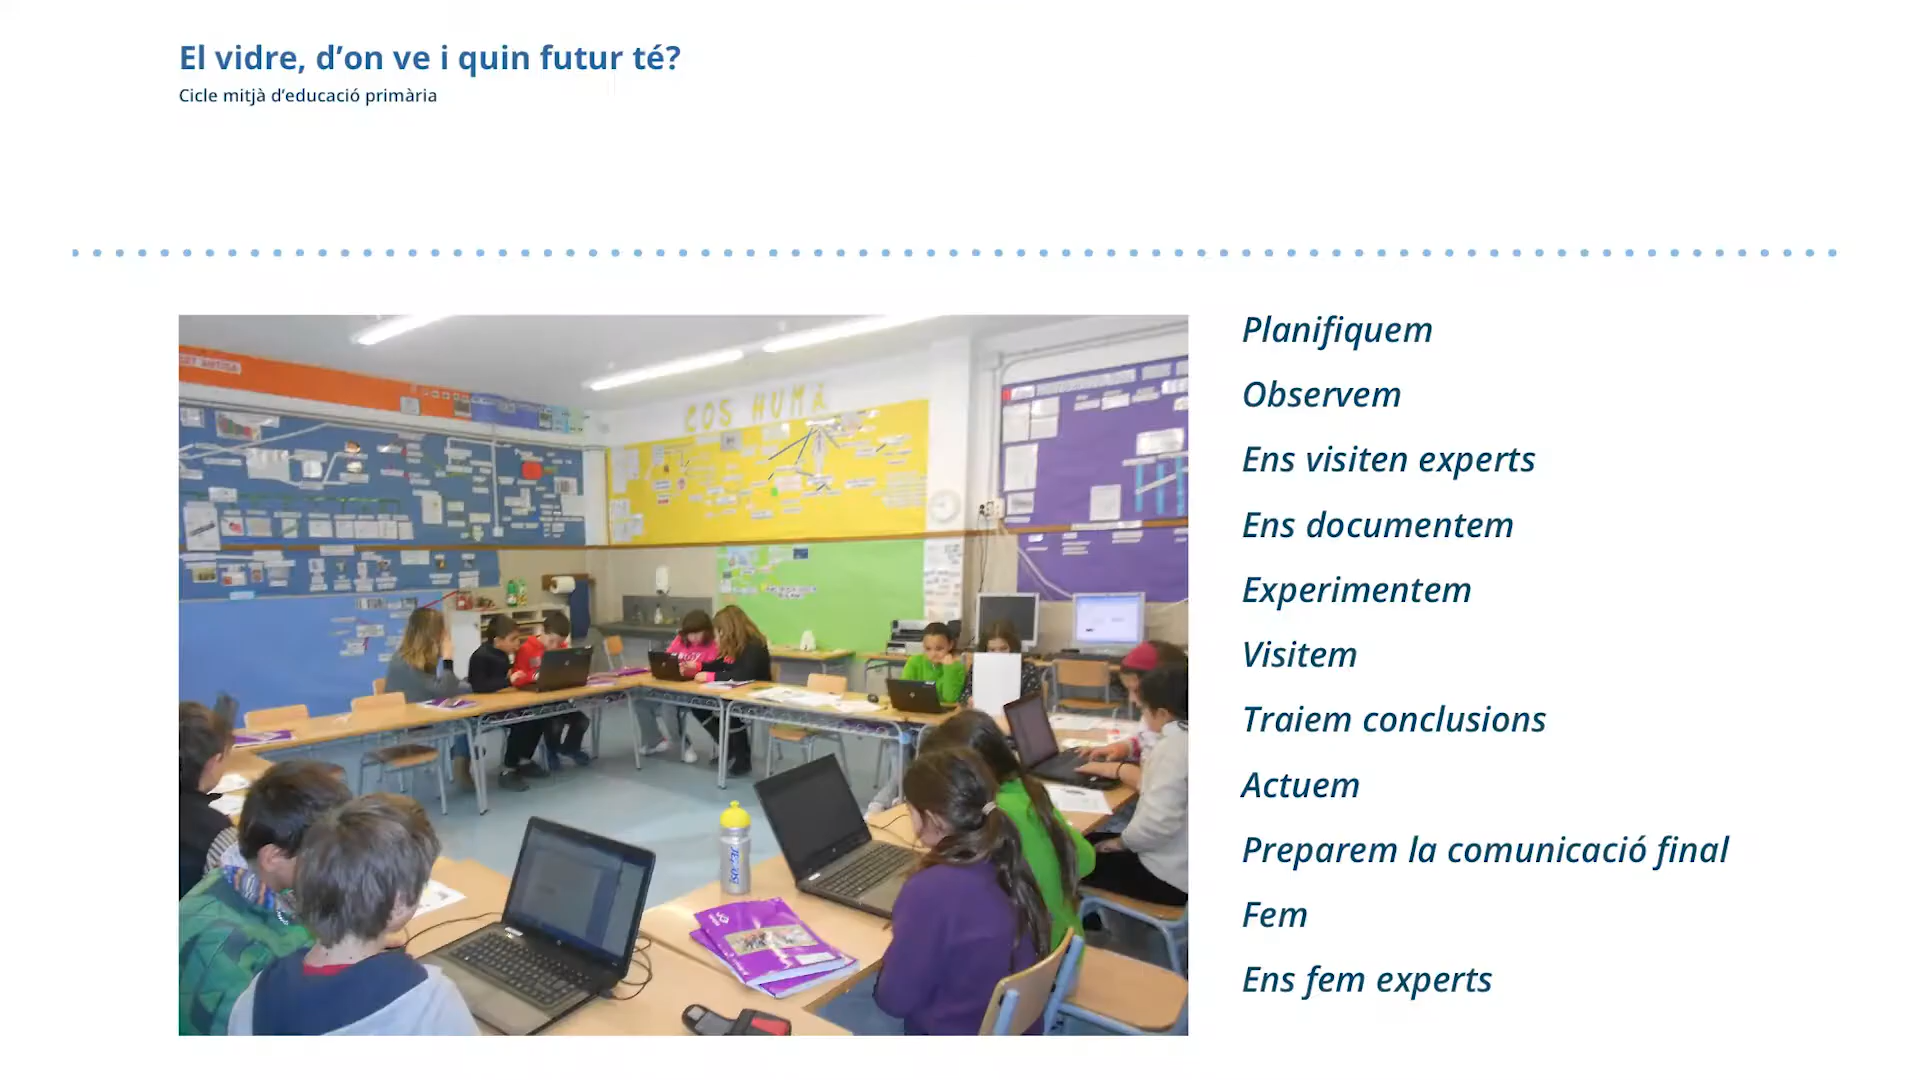 El vidre, d’on ve i quin futur té?
Cicle mitjà d’educació primària
COS HUMÀ
Planifiquem
Observem
Ens visiten experts
Ens documentem
Experimentem
Visitem
Traiem conclusions
Actuem
Preparem la comunicació final
Fem
Ens fem experts